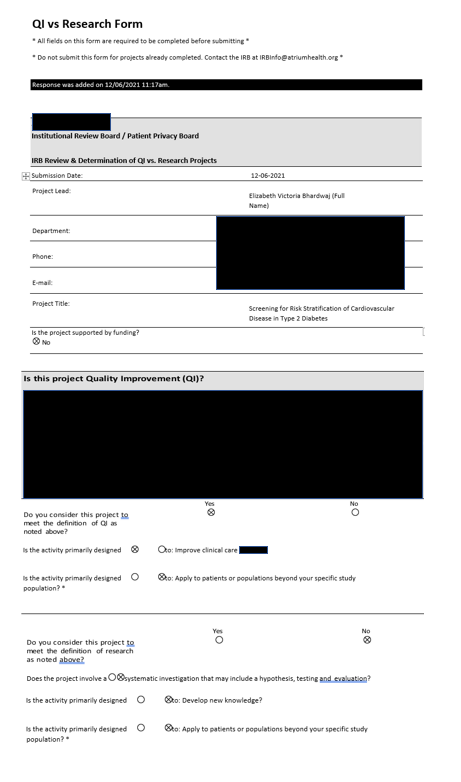 QI vs Research Form
* All fields on this form are required to be completed before submitting *
* Do not submit this form for projects already completed. Contact the IRB at IRBInfo@atriumhealth.org *
Response was added on 12/06/2021 11:17am.
Institutional Review Board / Patient Privacy Board
IRB Review & Determination of QI vs. Research Projects
Submission Date: 12-06-2021
Project Lead: Elizabeth Victoria Bhardwaj (Full
Name)
Department:
Phone:
E-mail:
Project Title: Screening for Risk Stratification of Cardiovascular
Disease in Type 2 Diabetes
Is the project supported by funding?
No
Is this project Quality Improvement (QI)?
Yes No
Do you consider this project to
meet the definition of QI as
noted above?
Is the activity primarily designed to: Improve clinical care
Is the activity primarily designed to: Apply to patients or populations beyond your specific study
population? *
Yes No
Do you consider this project to
meet the definition of research
as noted above?
Does the project involve a systematic investigation that may include a hypothesis, testing and evaluation?
Is the activity primarily designed to: Develop new knowledge?
Is the activity primarily designed to: Apply to patients or populations beyond your specific study
population? *